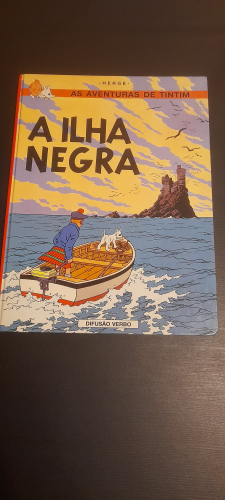 -HERGÉ-
AS AVENTURAS DE TINTIM
A ILHA
NEGRA
DIFUSÃO VERBO